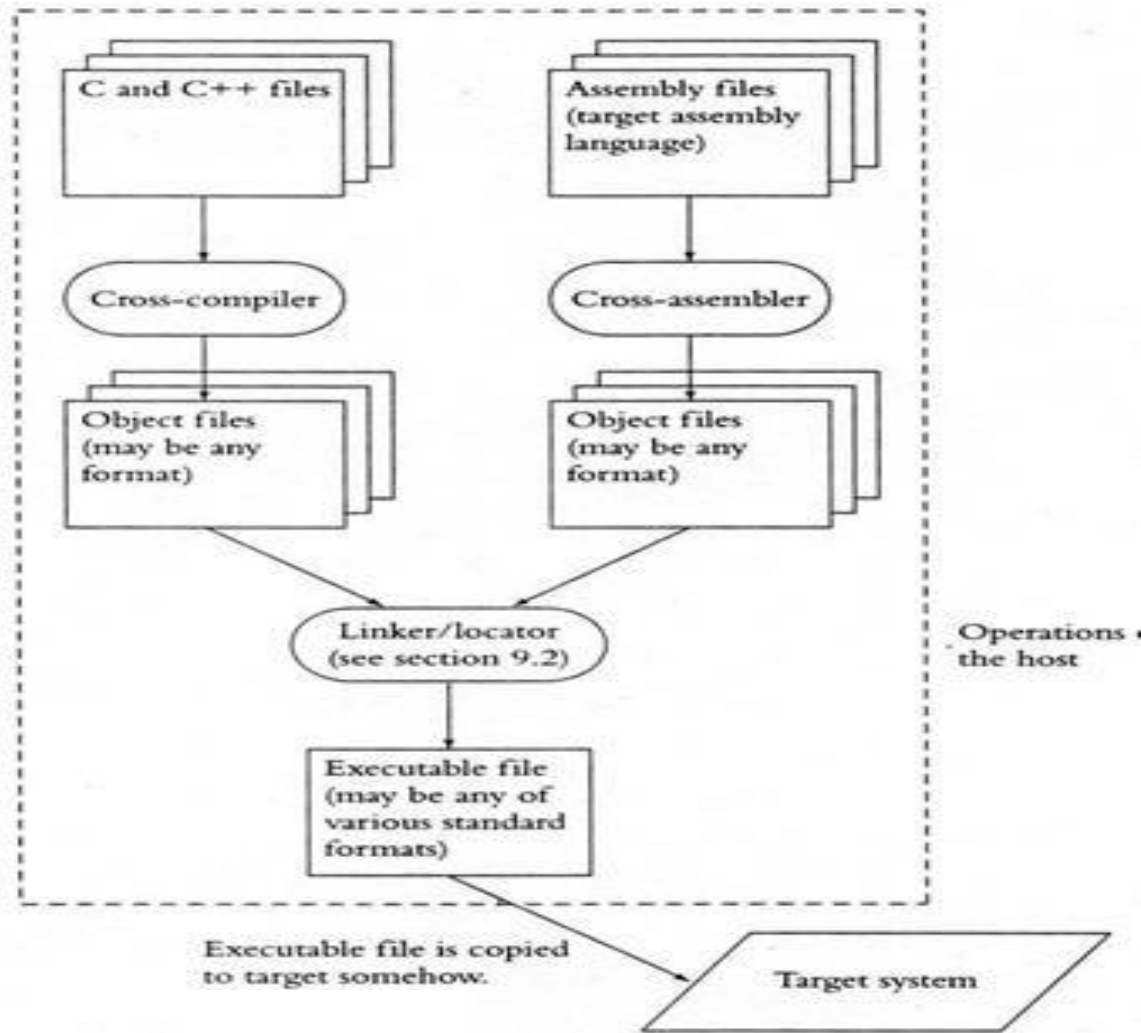 C and C++ files
Assembly files
(target assembly
language)
Cross-compiler
Cross-assembler
Object files
(may be any
format)
Object files
(may be any
format)
Linker/locator
(see section 9.2)
Operations
the host
Executable file
(may be any of
various standard
formats)
Executable file is copied
to target somehow.
Target system